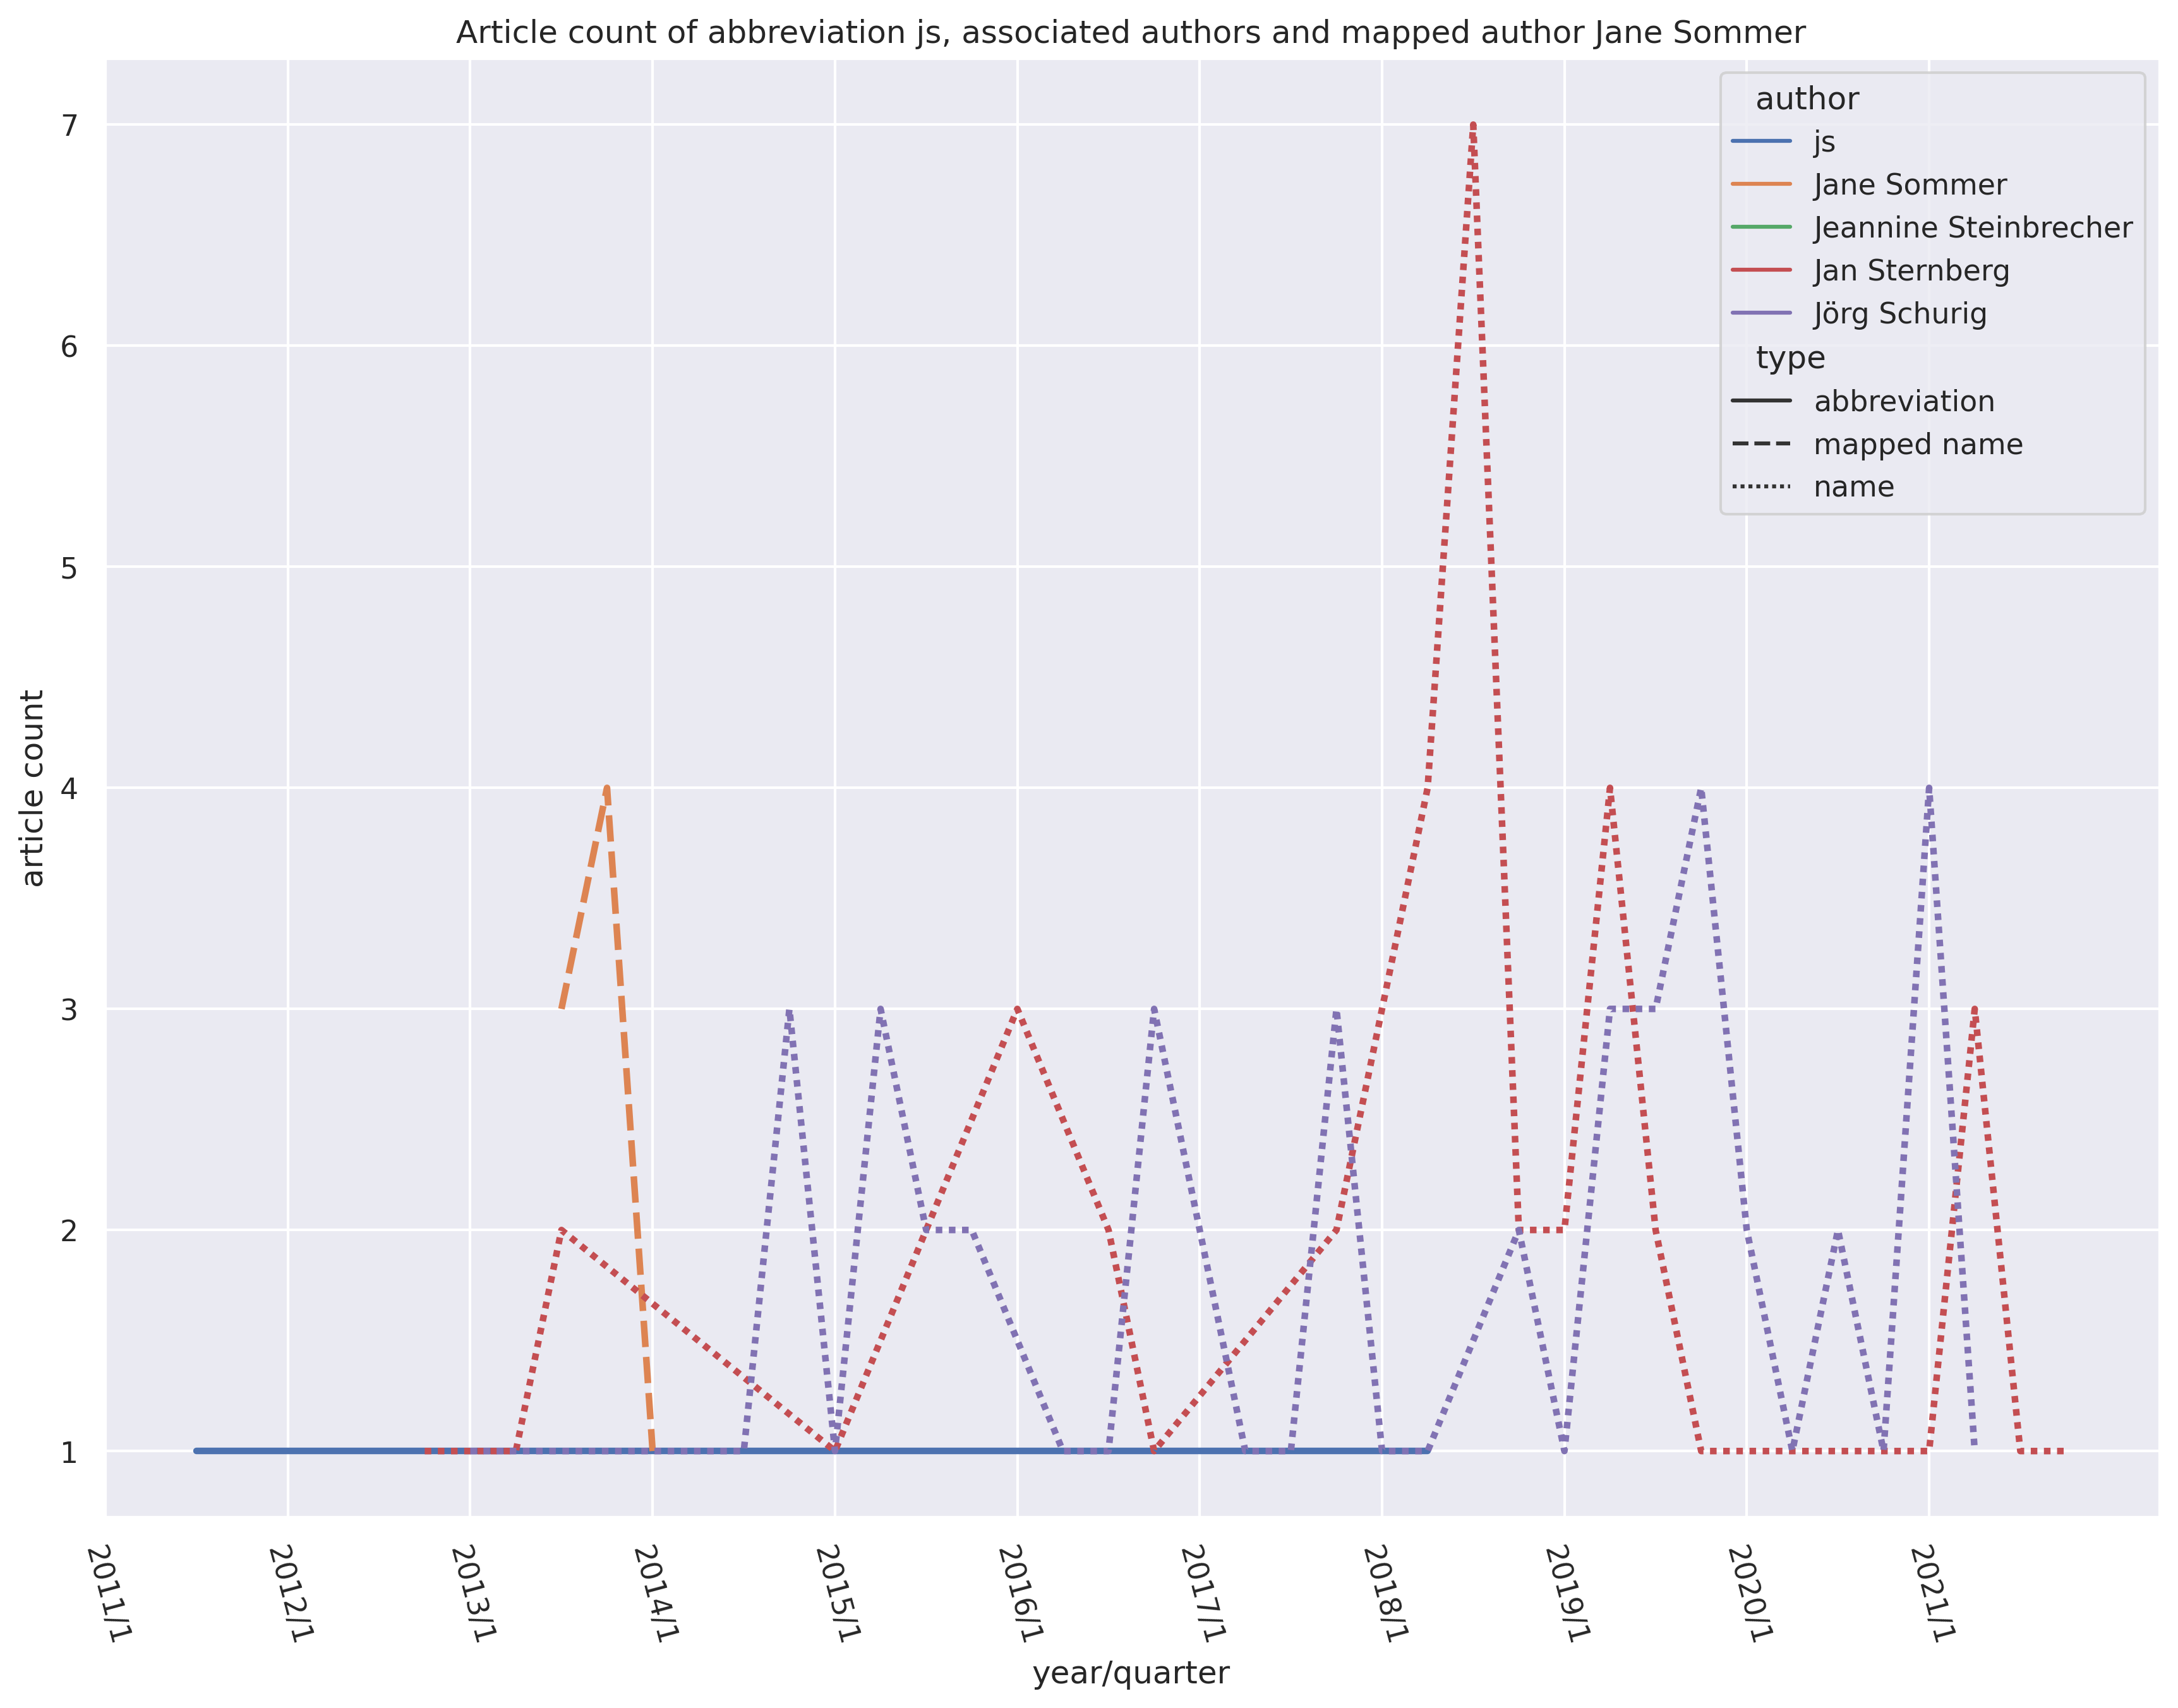 Article count of abbreviation js, associated authors and mapped author Jane Sommer
author
js
Jane Sommer
Jeannine Steinbrecher
Jan Sternberg
Jörg Schurig
type
abbreviation
mapped name
name
article count
7
6
5
4
3
2
1
2011/1
2012/1
2013/1
2014/1
2015/1
2016/1
2017/1
2018/1
2019/1
2020/1
2021/1
year/quarter